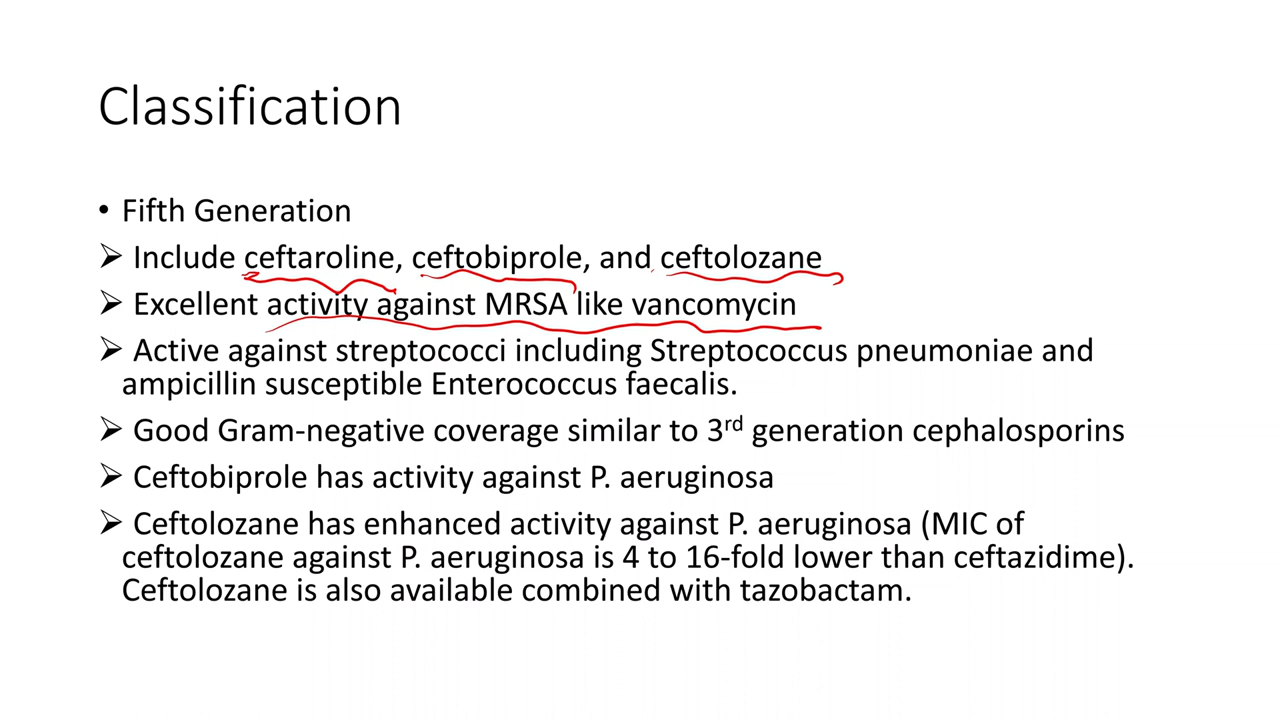 Classification
• Fifth Generation
➢ Include ceftaroline, ceftobiprole, and ceftolozane
➢ Excellent activity against MRSA like vancomycin
➢ Active against streptococci including Streptococcus pneumoniae and
ampicillin susceptible Enterococcus faecalis.
➢ Good Gram-negative coverage similar to 3rd generation cephalosporins
➢ Ceftobiprole has activity against P. aeruginosa
➢ Ceftolozane has enhanced activity against P. aeruginosa (MIC of
ceftolozane against P. aeruginosa is 4 to 16-fold lower than ceftazidime).
Ceftolozane is also available combined with tazobactam.